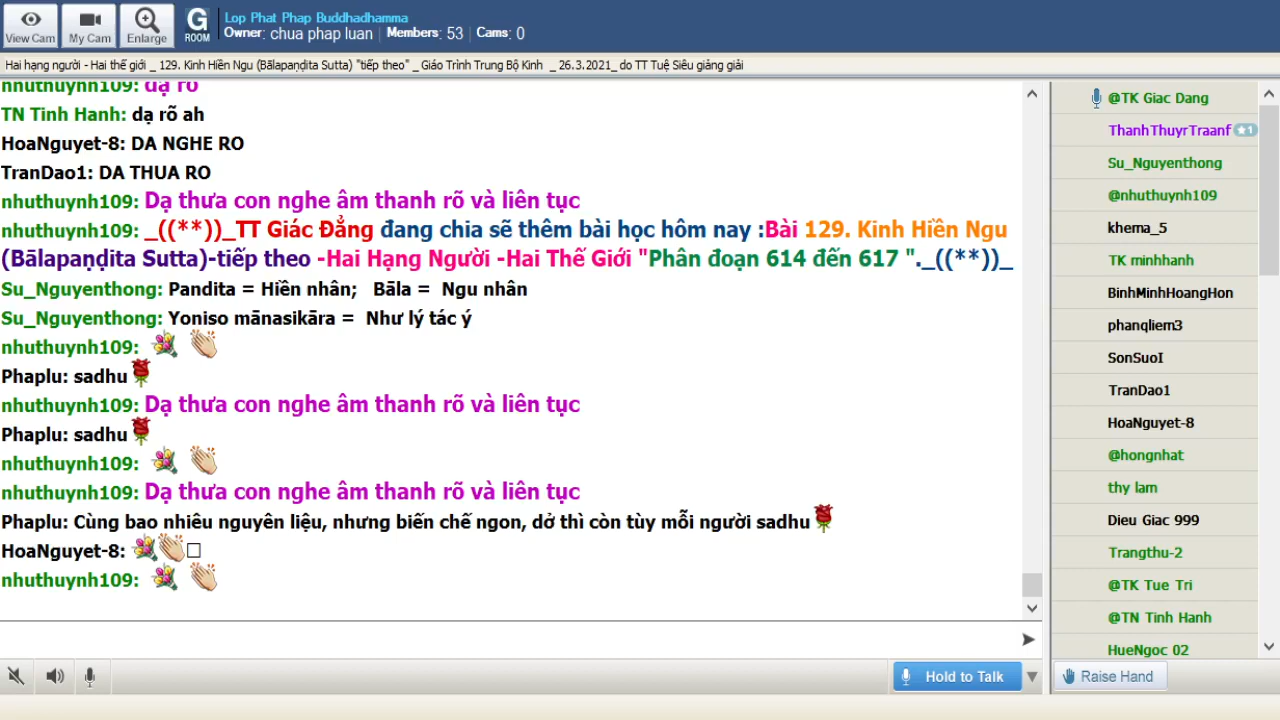 View Cam
My Cam
Enlarge
G
ROOM
Lop Phat Phap Buddhadhamma
Owner: chua phap luan | Members: 53 | Cams: 0
Hai hạng người - Hai thế giới _ 129. Kinh Hiền Ngu (Bālapaṇḍita Sutta) "tiếp theo" _ Giáo Trình Trung Bộ Kinh _ 26.3.2021_ do TT Tuệ Siêu giảng giải
nhuthuynh109: dạ rõ
TN Tinh Hanh: dạ rõ ah
HoaNguyet-8: DA NGHE RO
TranDao1: DA THUA RO
nhuthuynh109: Dạ thưa con nghe âm thanh rõ và liên tục
nhuthuynh109: _((**))_TT Giác Đẳng đang chia sẽ thêm bài học hôm nay :Bài 129. Kinh Hiền Ngu
(Bālapaṇḍita Sutta)-tiếp theo -Hai Hạng Người -Hai Thế Giới "Phân đoạn 614 đến 617 "._((**))_
Su_Nguyenthong: Pandita = Hiền nhân; Bāla = Ngu nhân
Su_Nguyenthong: Yoniso mānasikāra = Như lý tác ý
nhuthuynh109:
Phaplu: sadhu
nhuthuynh109: Dạ thưa con nghe âm thanh rõ và liên tục
Phaplu: sadhu
nhuthuynh109:
nhuthuynh109: Dạ thưa con nghe âm thanh rõ và liên tục
Phaplu: Cùng bao nhiêu nguyên liệu, nhưng biến chế ngon, dở thì còn tùy mỗi người sadhu
HoaNguyet-8:
nhuthuynh109:
@TK Giac Dang
ThanhThuyrTraanf 1
Su_Nguyenthong
@nhuthuynh109
khema_5
TK minhhanh
BinhMinhHoangHon
phanqliem3
SonSuoI
TranDao1
HoaNguyet-8
@hongnhat
thy lam
Dieu Giac 999
Trangthu-2
@TK Tue Tri
@TN Tinh Hanh
HueNgoc 02
Hold to Talk
Raise Hand